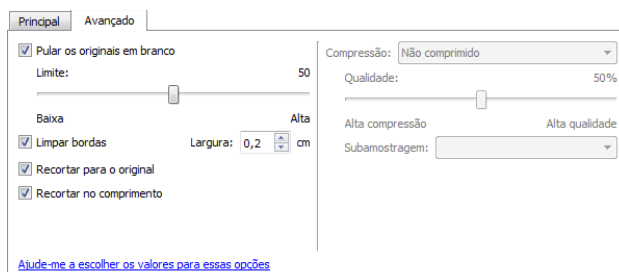 Principal Avançado
Pular os originais em branco
Limite: 50
Baixa Alta
Limpar bordas Largura: 0,2 cm
Recortar para o original
Recortar no comprimento
Ajude-me a escolher os valores para essas opções
Compressão: Não comprimido
Qualidade: 50%
Alta compressão Alta qualidade
Subamostragem: